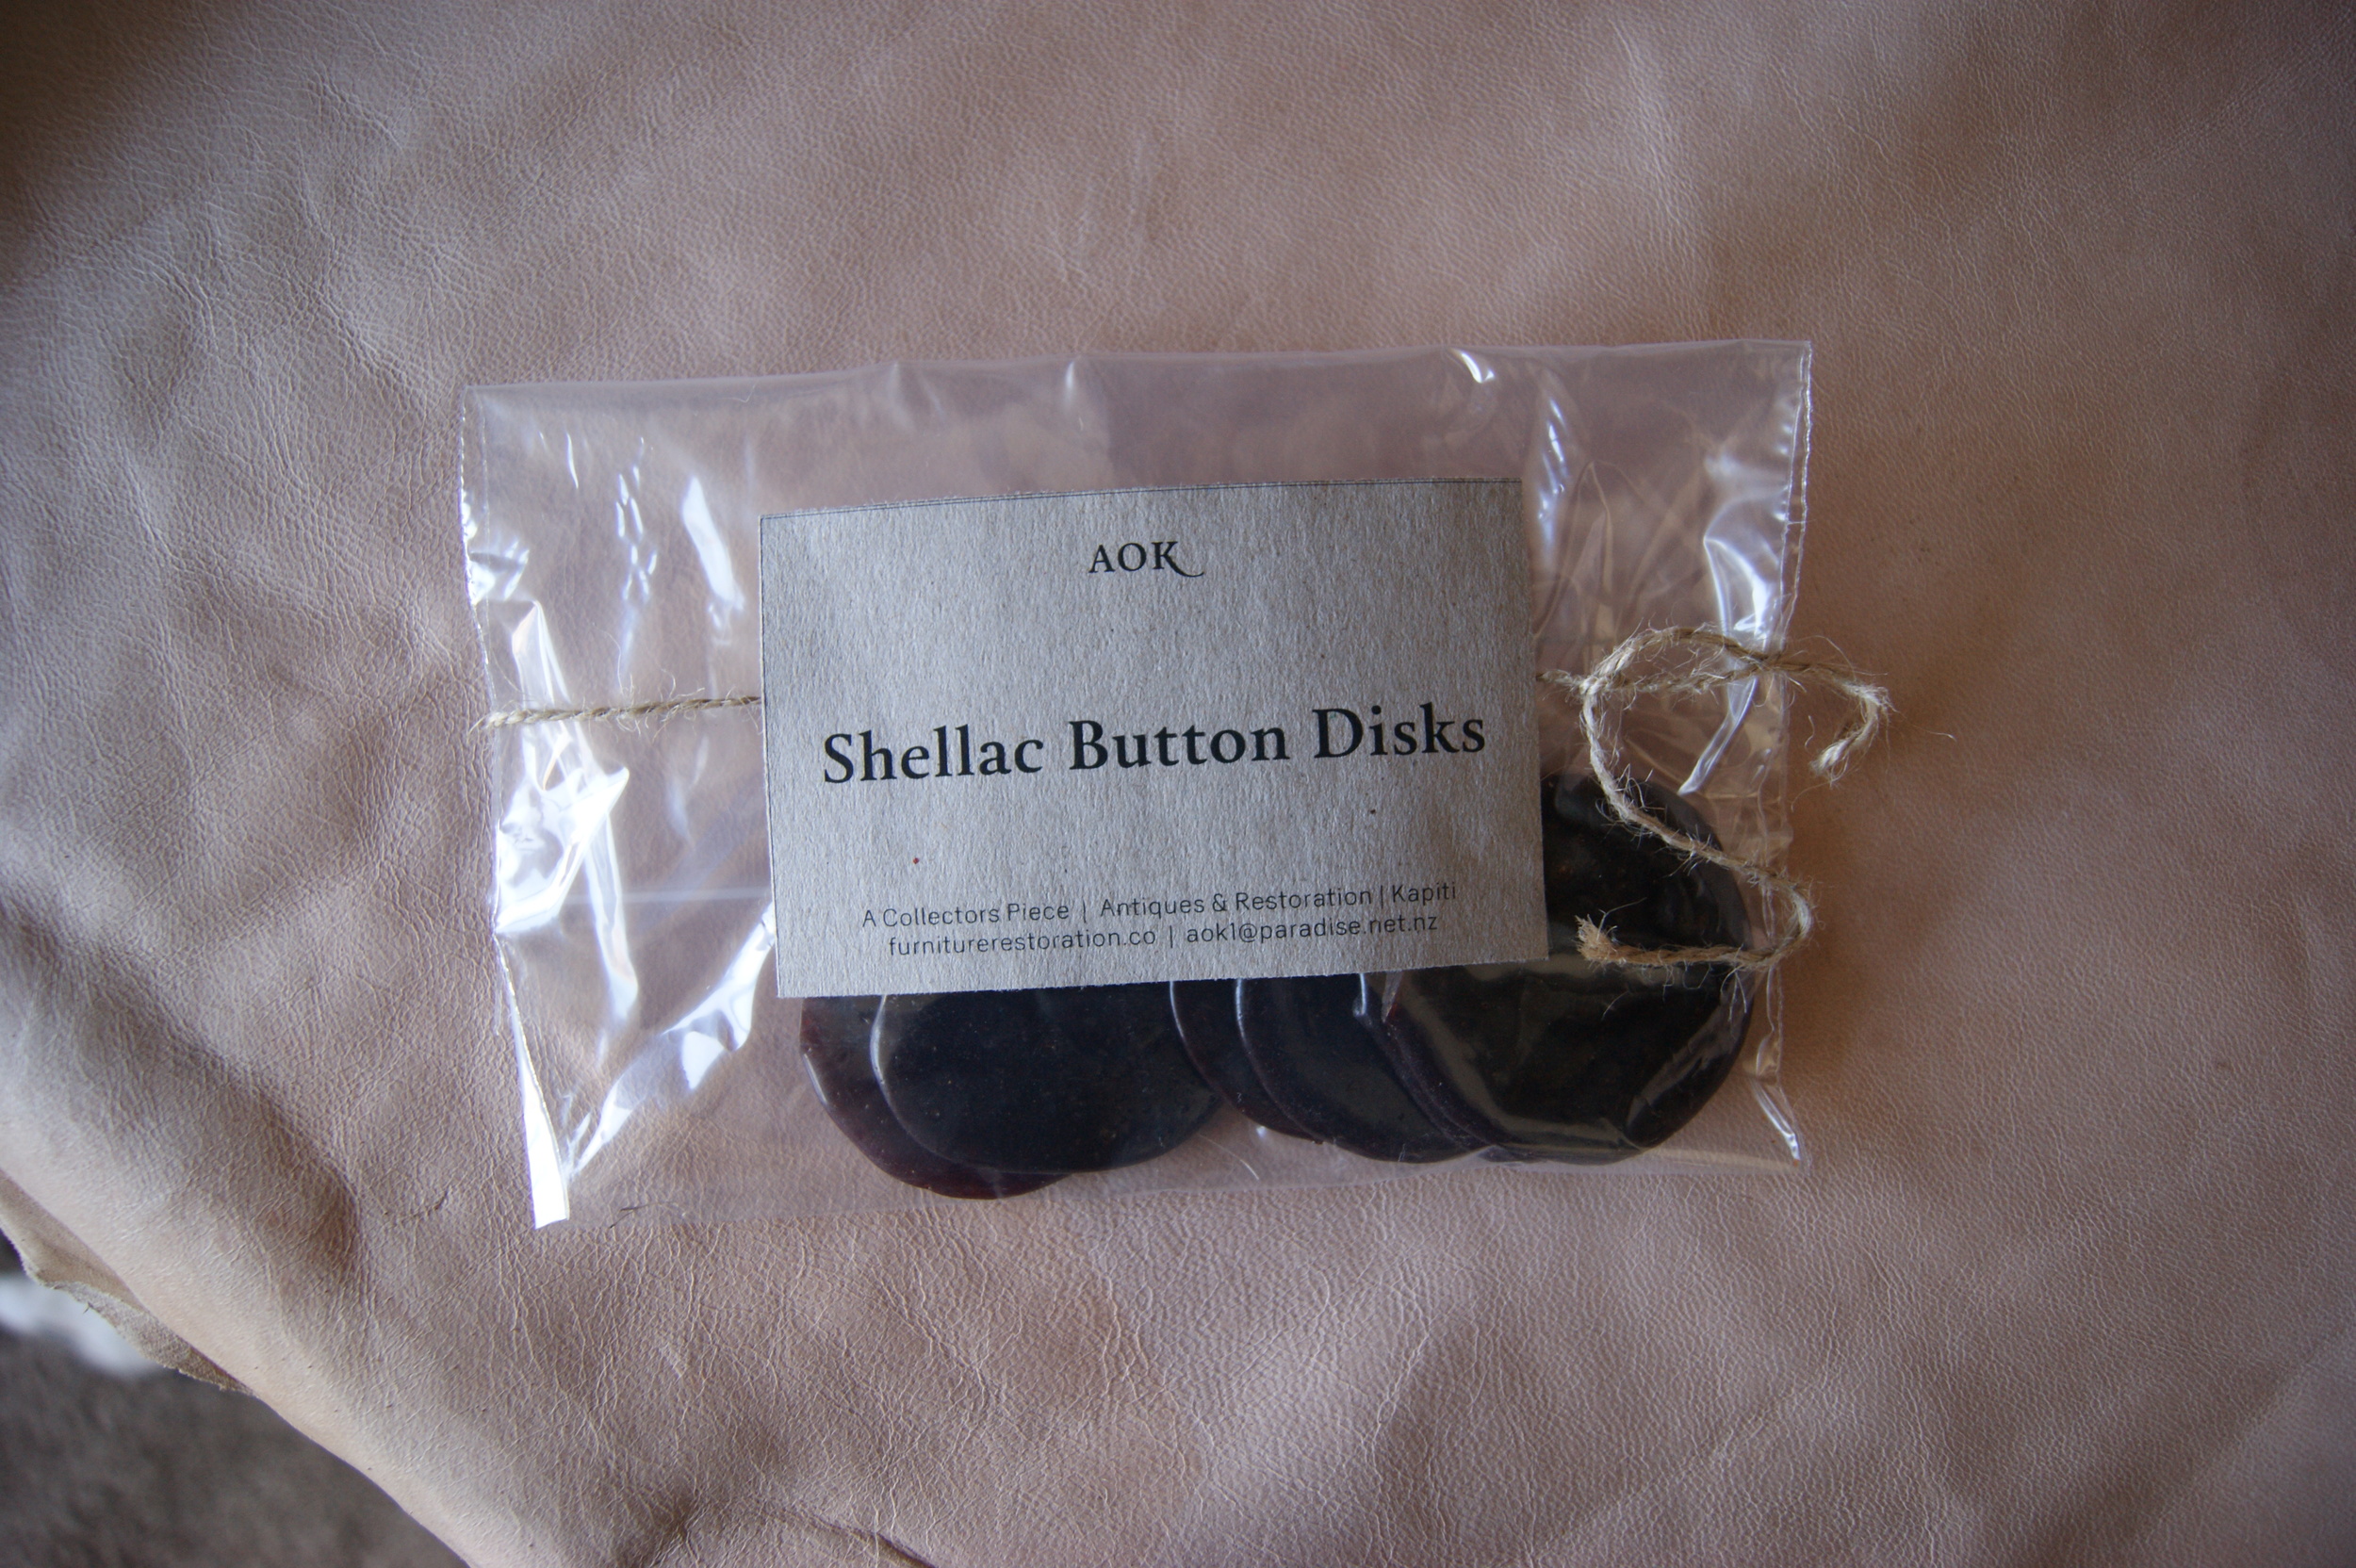 AOK
Shellac Button Disks
A Collectors Piece | Antiques & Restoration | Kapiti
furniturerestoration.co | aok1@paradise.net.nz